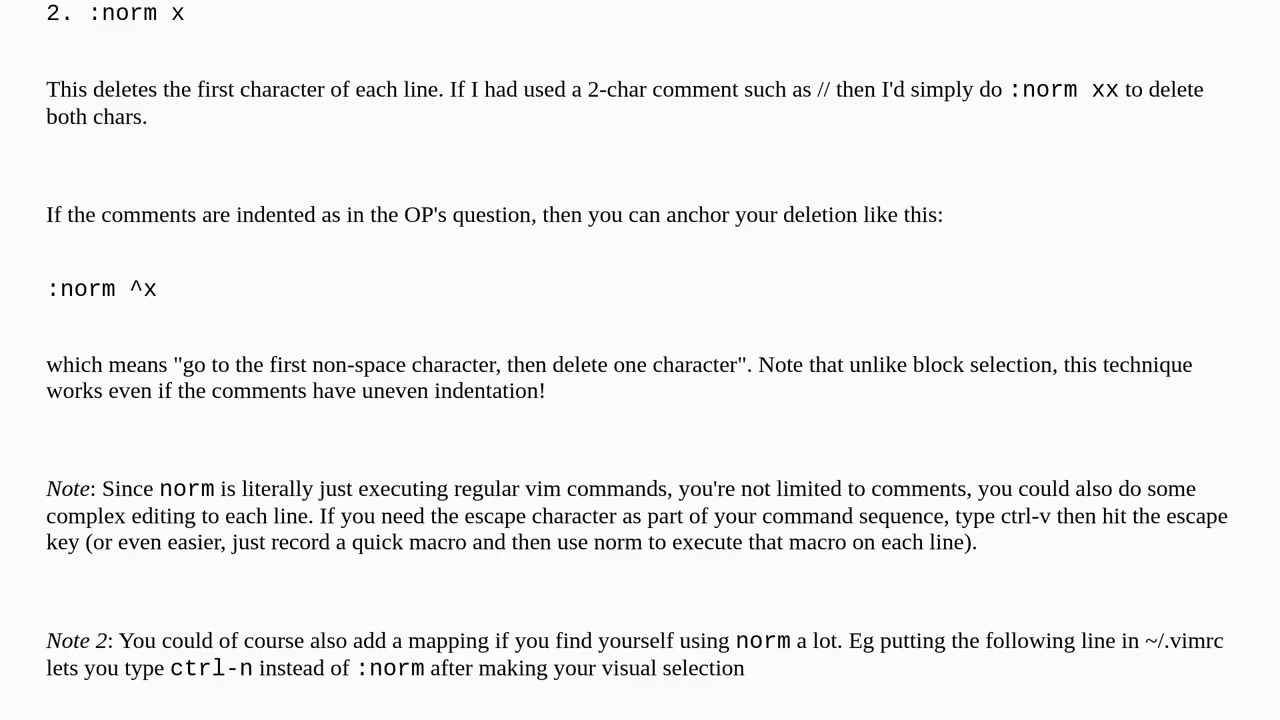 2. :norm x
This deletes the first character of each line. If I had used a 2-char comment such as // then I'd simply do :norm xx to delete
both chars.
If the comments are indented as in the OP's question, then you can anchor your deletion like this:
:norm ^x
which means "go to the first non-space character, then delete one character". Note that unlike block selection, this technique
works even if the comments have uneven indentation!
Note: Since norm is literally just executing regular vim commands, you're not limited to comments, you could also do some
complex editing to each line. If you need the escape character as part of your command sequence, type ctrl-v then hit the escape
key (or even easier, just record a quick macro and then use norm to execute that macro on each line).
Note 2: You could of course also add a mapping if you find yourself using norm a lot. Eg putting the following line in ~/.vimrc
lets you type ctrl-n instead of :norm after making your visual selection